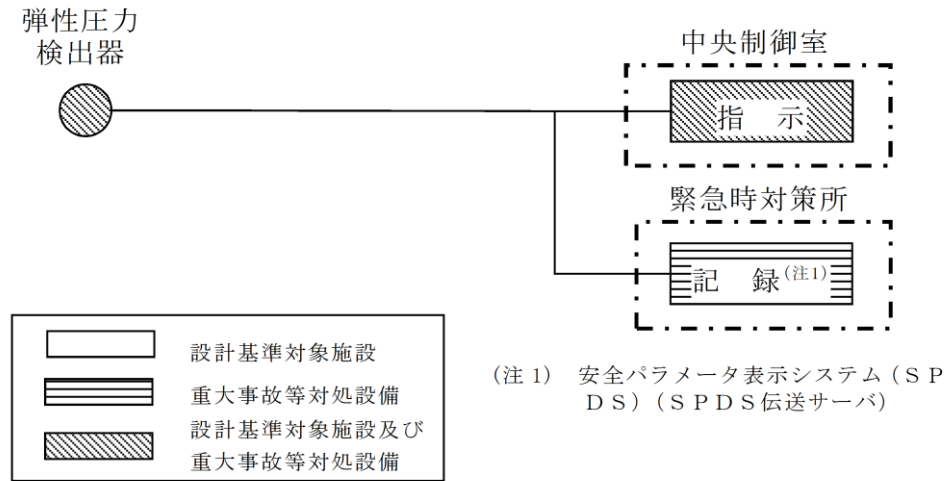 弾性圧力
検出器
中央制御室
指 示
緊急時対策所
記 録(注1)
設計基準対象施設
重大事故等対処設備
設計基準対象施設及び
重大事故等対処設備
(注1) 安全パラメータ表示システム(SP
DS)(SPDS伝送サーバ)